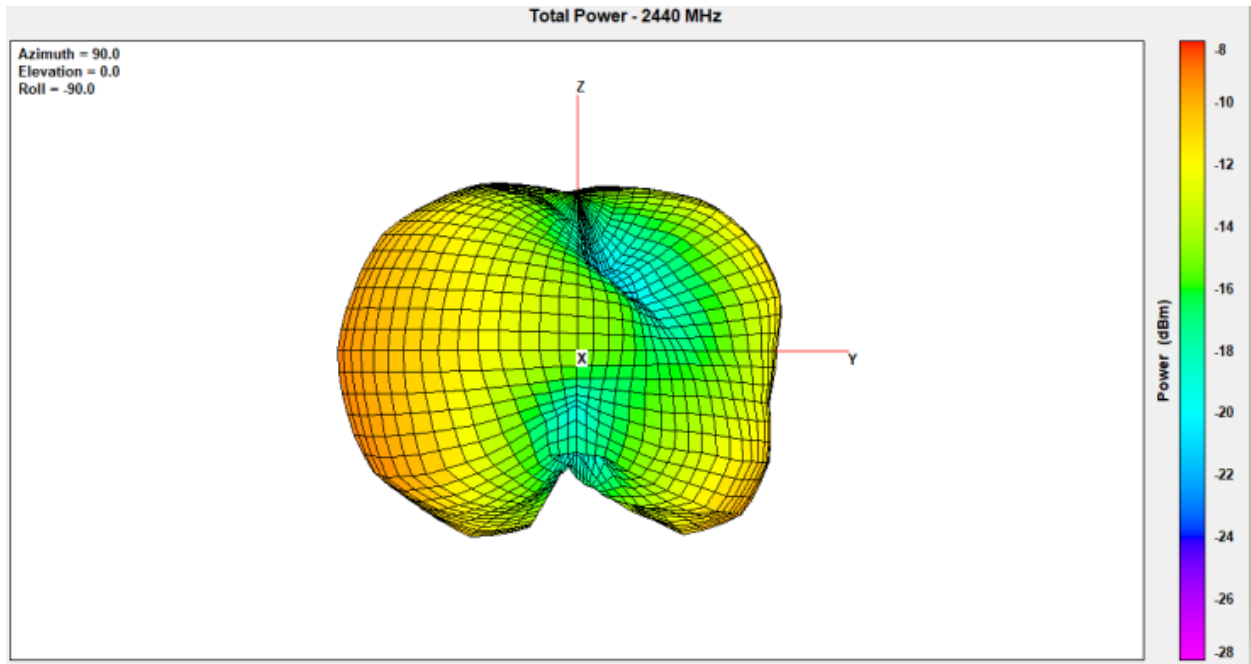 Total Power - 2440 MHz
Azimuth = 90.0
Elevation = 0.0
Roll = -90.0
Z
X
Y
Power (dBm)
-8
-10
-12
-14
-16
-18
-20
-22
-24
-26
-28